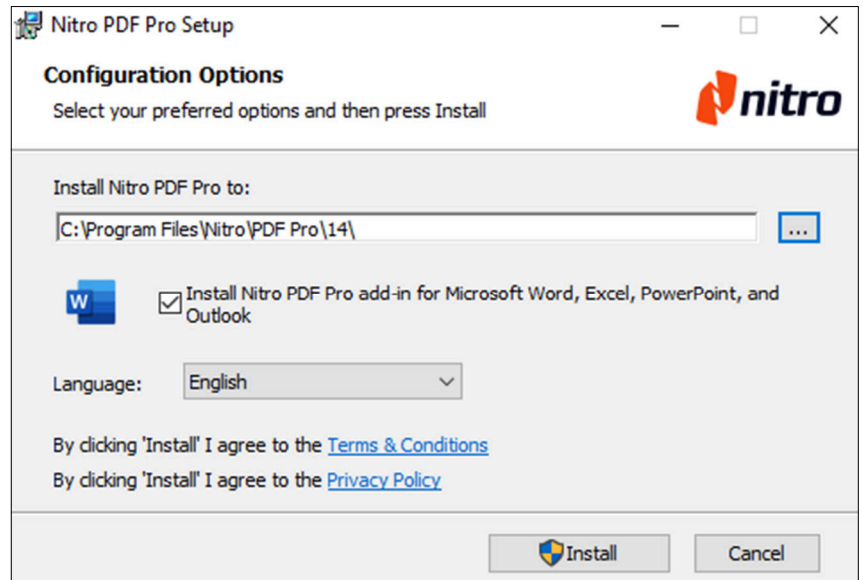 Nitro PDF Pro Setup
Configuration Options
Select your preferred options and then press Install
nitro
Install Nitro PDF Pro to:
C:\Program Files\Nitro\PDF Pro\14\
...
W
Install Nitro PDF Pro add-in for Microsoft Word, Excel, PowerPoint, and
Outlook
Language:
English
By clicking 'Install' I agree to the Terms & Conditions
By clicking 'Install' I agree to the Privacy Policy
Install
Cancel